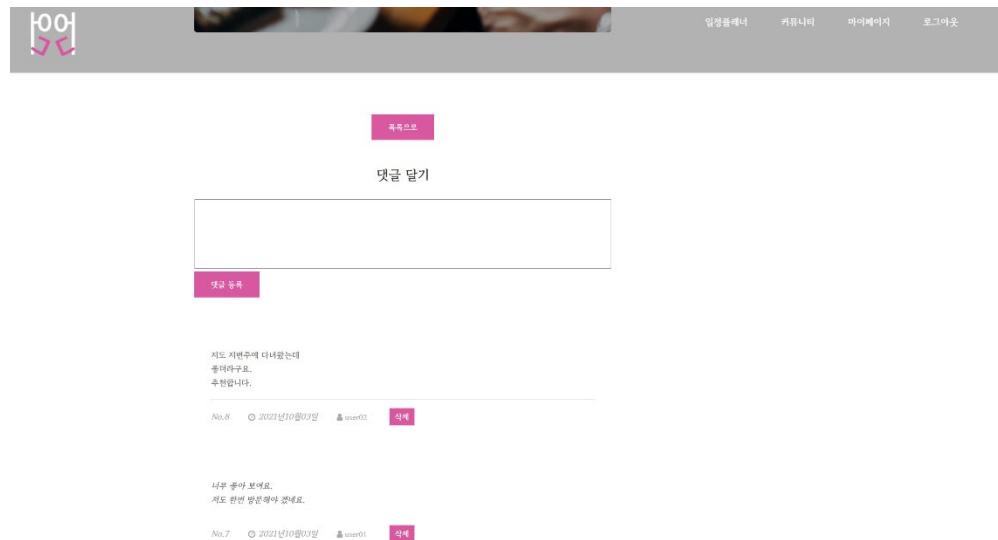 일정플래너 커뮤니티 마이페이지 로그아웃
목록으로
댓글 달기
댓글 등록
저도 저번주에 다녀왔는데
좋더라구요.
추천합니다.
No.8 2021년10월03일 user02 삭제
너무 좋아 보여요.
저도 한번 방문해야 겠네요.
No.7 2021년10월03일 user01 삭제